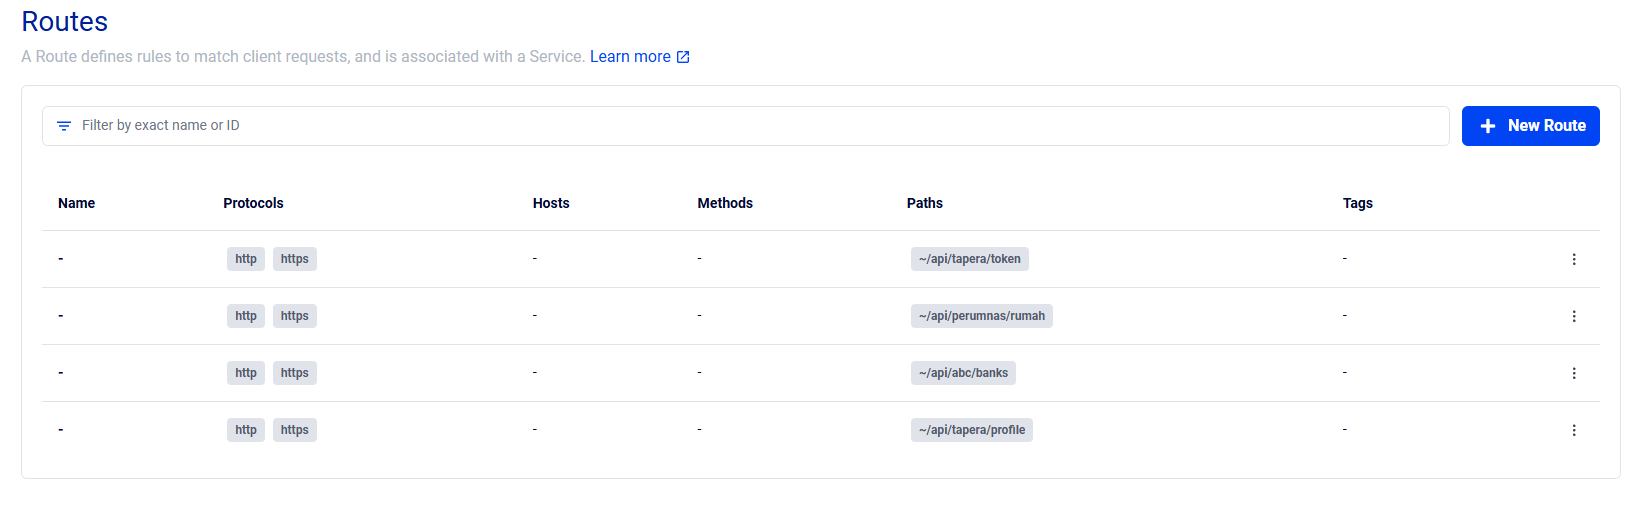 Routes
A Route defines rules to match client requests, and is associated with a Service. Learn more
Filter by exact name or ID
New Route
Name Protocols Hosts Methods Paths Tags
- http https - - ~/api/tapera/token -
- http https - - ~/api/perumnas/rumah -
- http https - - ~/api/abc/banks -
- http https - - ~/api/tapera/profile -